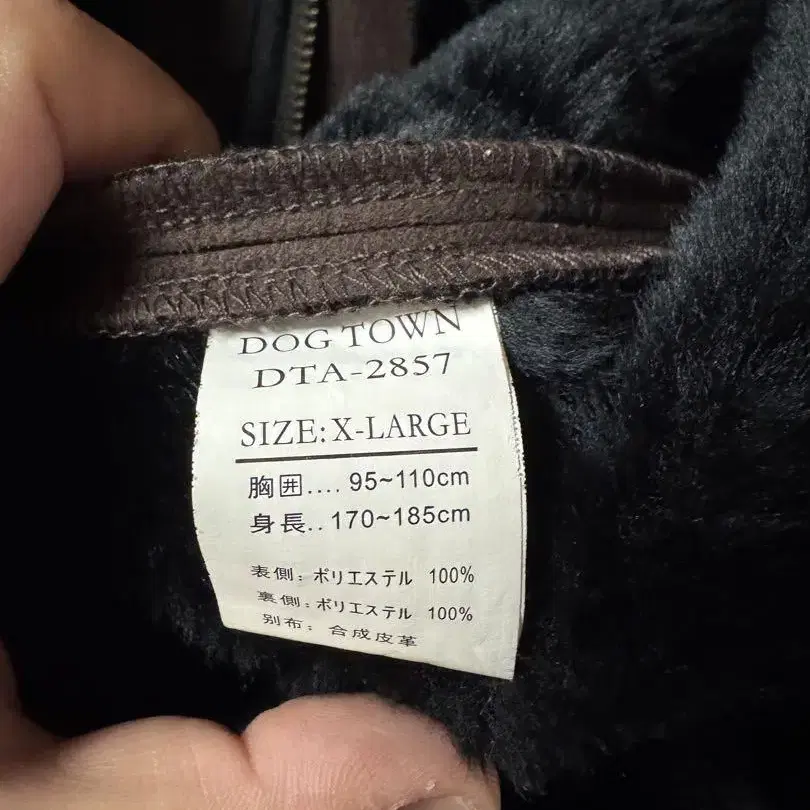 DOG TOWN
DTA-2857
SIZE: X-LARGE
胸囲.... 95~110cm
身長.. 170~185cm
表側: ポリエステル 100%
裏側: ポリエステル 100%
別布: 合成皮革